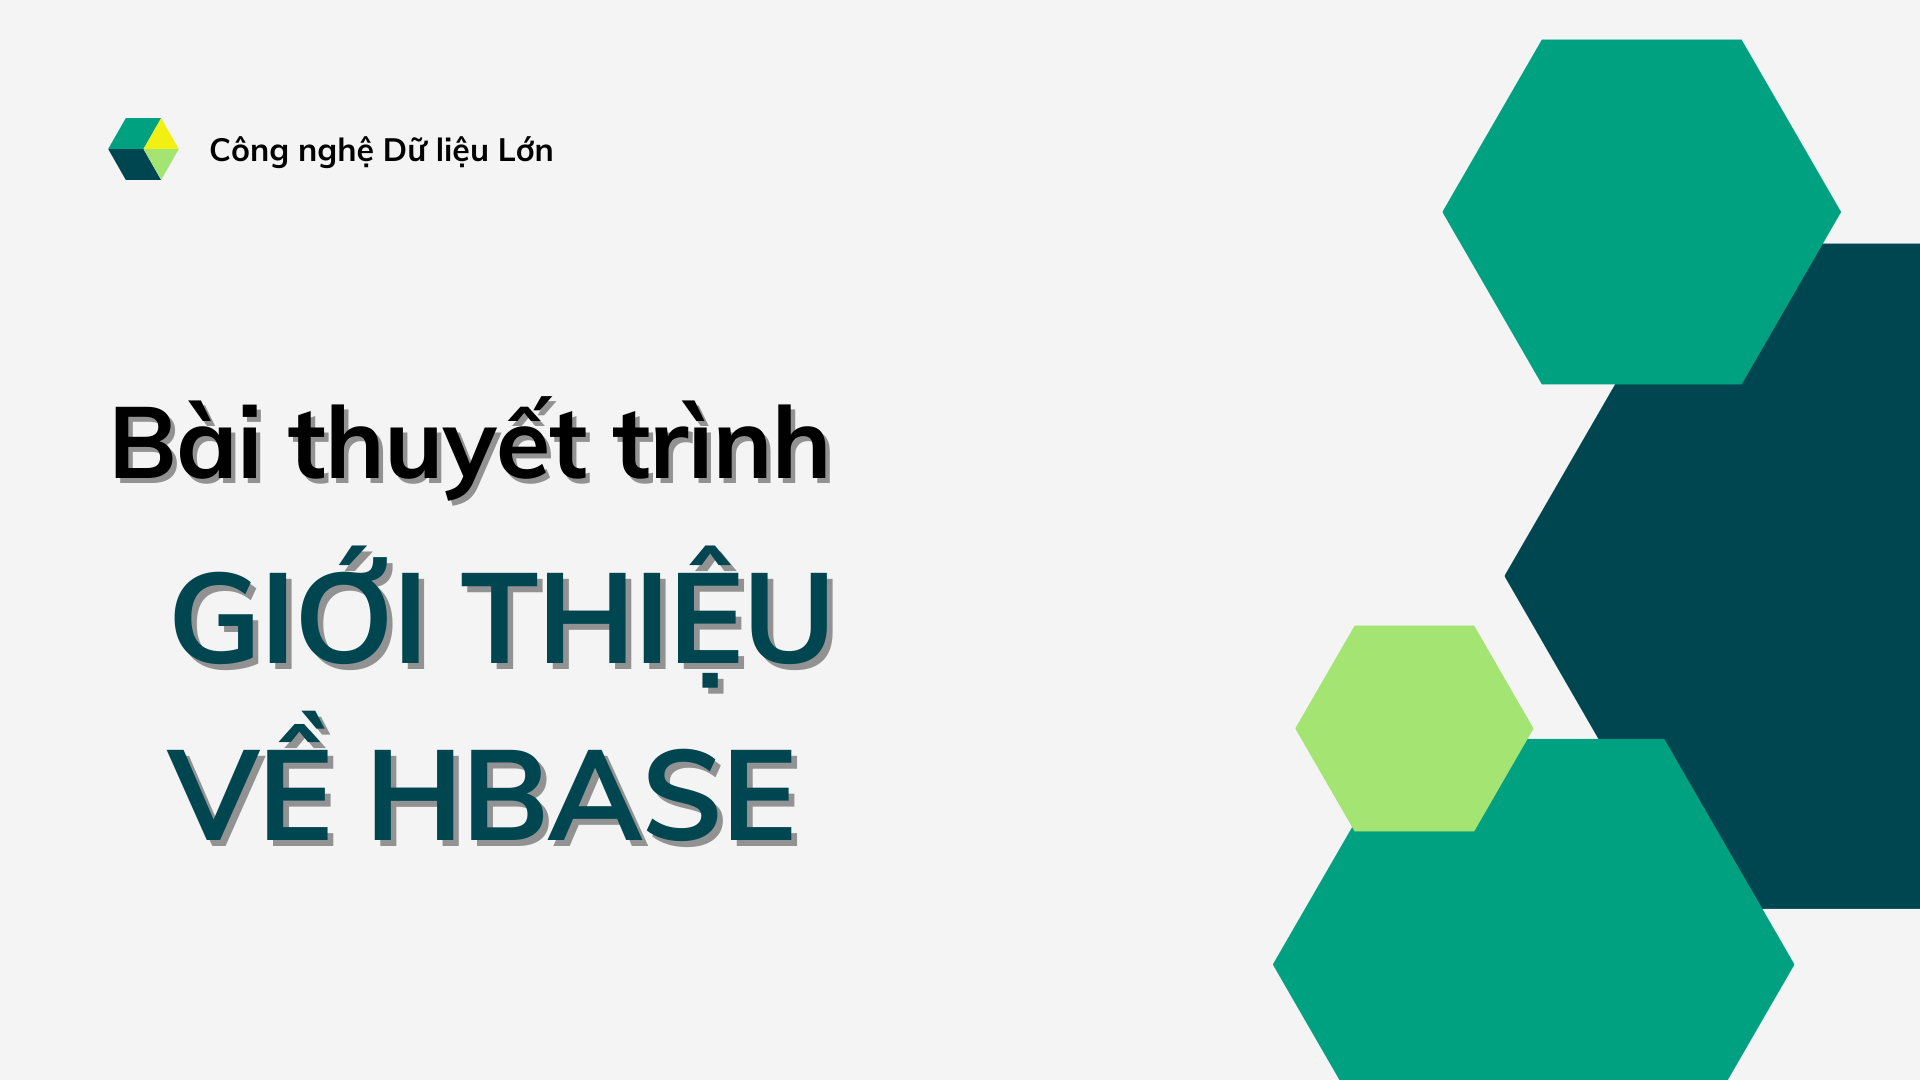 Công nghệ Dữ liệu Lớn
Bài thuyết trình
GIỚI THIỆU
VỀ HBASE